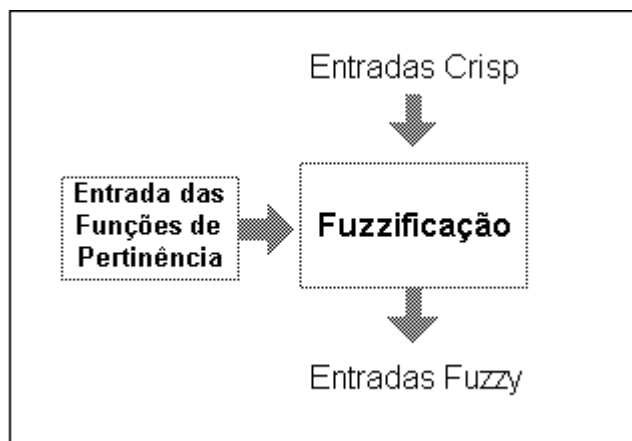 Entradas Crisp
Entrada das
Funções de
Pertinência
Fuzzificação
Entradas Fuzzy